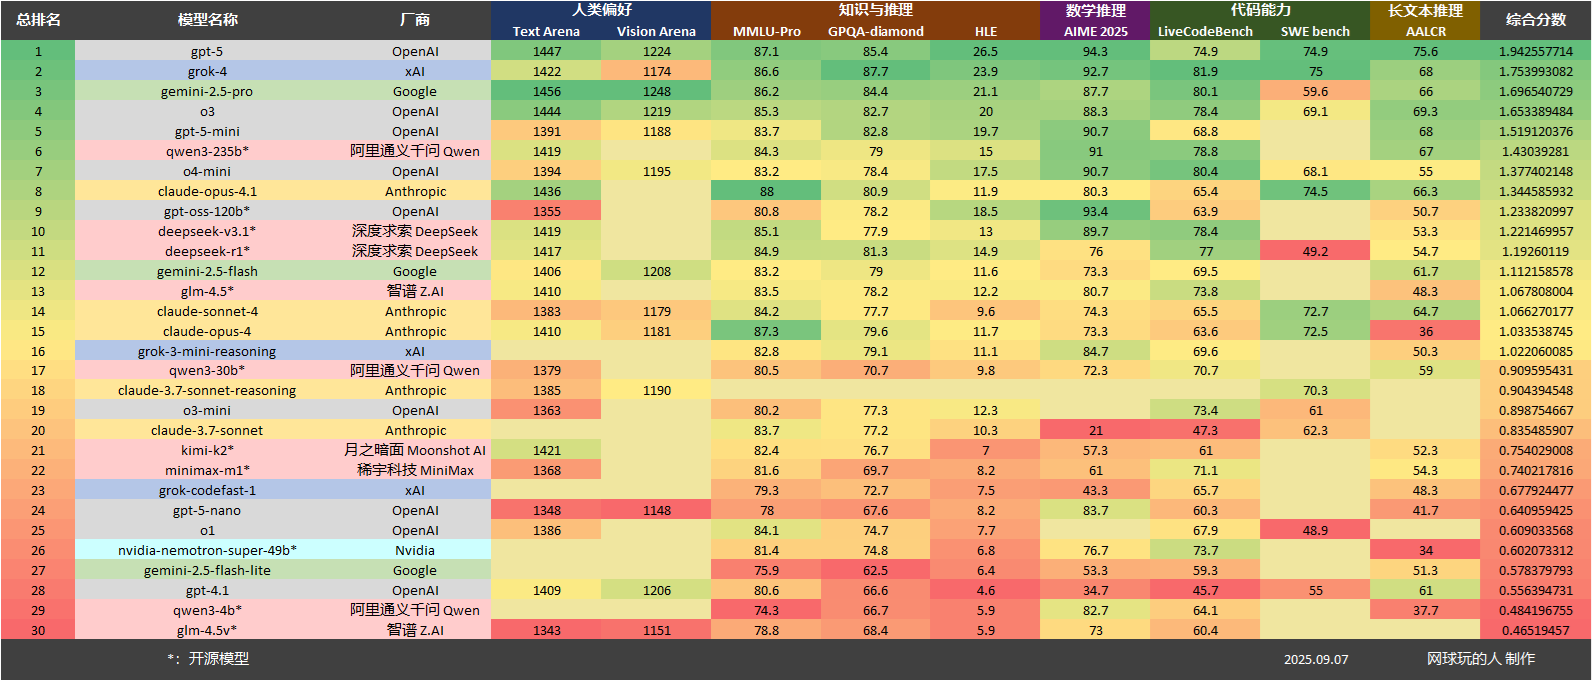 总排名 模型名称 厂商 人类偏好 知识与推理 数学推理 代码能力 长文本推理 综合分数
Text Arena Vision Arena MMLU-Pro GPQA-diamond HLE AIME 2025 LiveCodeBench SWE bench AALCR
1 gpt-5 OpenAI 1447 1224 87.1 85.4 26.5 94.3 74.9 74.9 75.6 1.942557714
2 grok-4 xAI 1422 1174 86.6 87.7 23.9 92.7 81.9 75 68 1.753993082
3 gemini-2.5-pro Google 1456 1248 86.2 84.4 21.1 87.7 80.1 59.6 66 1.696540729
4 o3 OpenAI 1444 1219 85.3 82.7 20 88.3 78.4 69.1 69.3 1.653389484
5 gpt-5-mini OpenAI 1391 1188 83.7 82.8 19.7 90.7 68.8 68 1.519120376
6 qwen3-235b* 阿里通义千问 Qwen 1419 84.3 79 15 91 78.8 67 1.43039281
7 o4-mini OpenAI 1394 1195 83.2 78.4 17.5 90.7 80.4 68.1 55 1.377402148
8 claude-opus-4.1 Anthropic 1436 88 80.9 11.9 80.3 65.4 74.5 66.3 1.344585932
9 gpt-oss-120b* OpenAI 1355 80.8 78.2 18.5 93.4 63.9 50.7 1.233820997
10 deepseek-v3.1* 深度求索 DeepSeek 1419 85.1 77.9 13 89.7 78.4 53.3 1.221469957
11 deepseek-r1* 深度求索 DeepSeek 1417 84.9 81.3 14.9 76 77 49.2 54.7 1.19260119
12 gemini-2.5-flash Google 1406 1208 83.2 79 11.6 73.3 69.5 61.7 1.112158578
13 glm-4.5* 智谱 Z.AI 1410 83.5 78.2 12.2 80.7 73.8 48.3 1.067808004
14 claude-sonnet-4 Anthropic 1383 1179 84.2 77.7 9.6 74.3 65.5 72.7 64.7 1.066270177
15 claude-opus-4 Anthropic 1410 1181 87.3 79.6 11.7 73.3 63.6 72.5 36 1.033538745
16 grok-3-mini-reasoning xAI 82.8 79.1 11.1 84.7 69.6 50.3 1.022060085
17 qwen3-30b* 阿里通义千问 Qwen 1379 80.5 70.7 9.8 72.3 70.7 59 0.909595431
18 claude-3.7-sonnet-reasoning Anthropic 1385 1190 70.3 0.904394548
19 o3-mini OpenAI 1363 80.2 77.3 12.3 73.4 61 0.898754667
20 claude-3.7-sonnet Anthropic 83.7 77.2 10.3 21 47.3 62.3 0.835485907
21 kimi-k2* 月之暗面 Moonshot AI 1421 82.4 76.7 7 57.3 61 52.3 0.754029008
22 minimax-m1* 稀宇科技 MiniMax 1368 81.6 69.7 8.2 61 71.1 54.3 0.740217816
23 grok-codefast-1 xAI 79.3 72.7 7.5 43.3 65.7 48.3 0.677924477
24 gpt-5-nano OpenAI 1348 1148 78 67.6 8.2 83.7 60.3 41.7 0.640959425
25 o1 OpenAI 1386 84.1 74.7 7.7 67.9 48.9 0.609033568
26 nvidia-nemotron-super-49b* Nvidia 81.4 74.8 6.8 76.7 73.7 34 0.602073312
27 gemini-2.5-flash-lite Google 75.9 62.5 6.4 53.3 59.3 51.3 0.578379793
28 gpt-4.1 OpenAI 1409 1206 80.6 66.6 4.6 34.7 45.7 55 61 0.556394731
29 qwen3-4b* 阿里通义千问 Qwen 74.3 66.7 5.9 82.7 64.1 37.7 0.484196755
30 glm-4.5v* 智谱 Z.AI 1343 1151 78.8 68.4 5.9 73 60.4 0.46519457
*：开源模型 2025.09.07 网球玩的人 制作